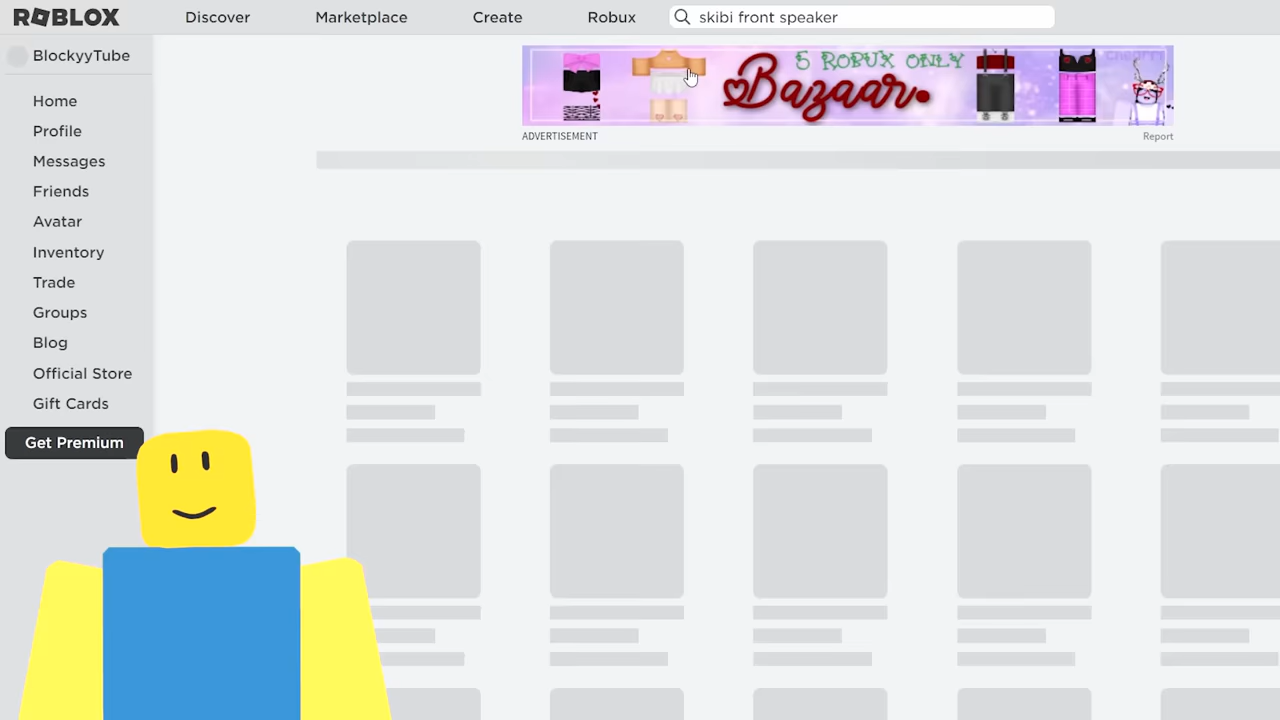 ROBLOX Discover Marketplace Create Robux skibi front speaker
BlockyyTube
Home
Profile
Messages
Friends
Avatar
Inventory
Trade
Groups
Blog
Official Store
Gift Cards
Get Premium
5 ROBUX ONLY
Bazaar
ADVERTISEMENT Report